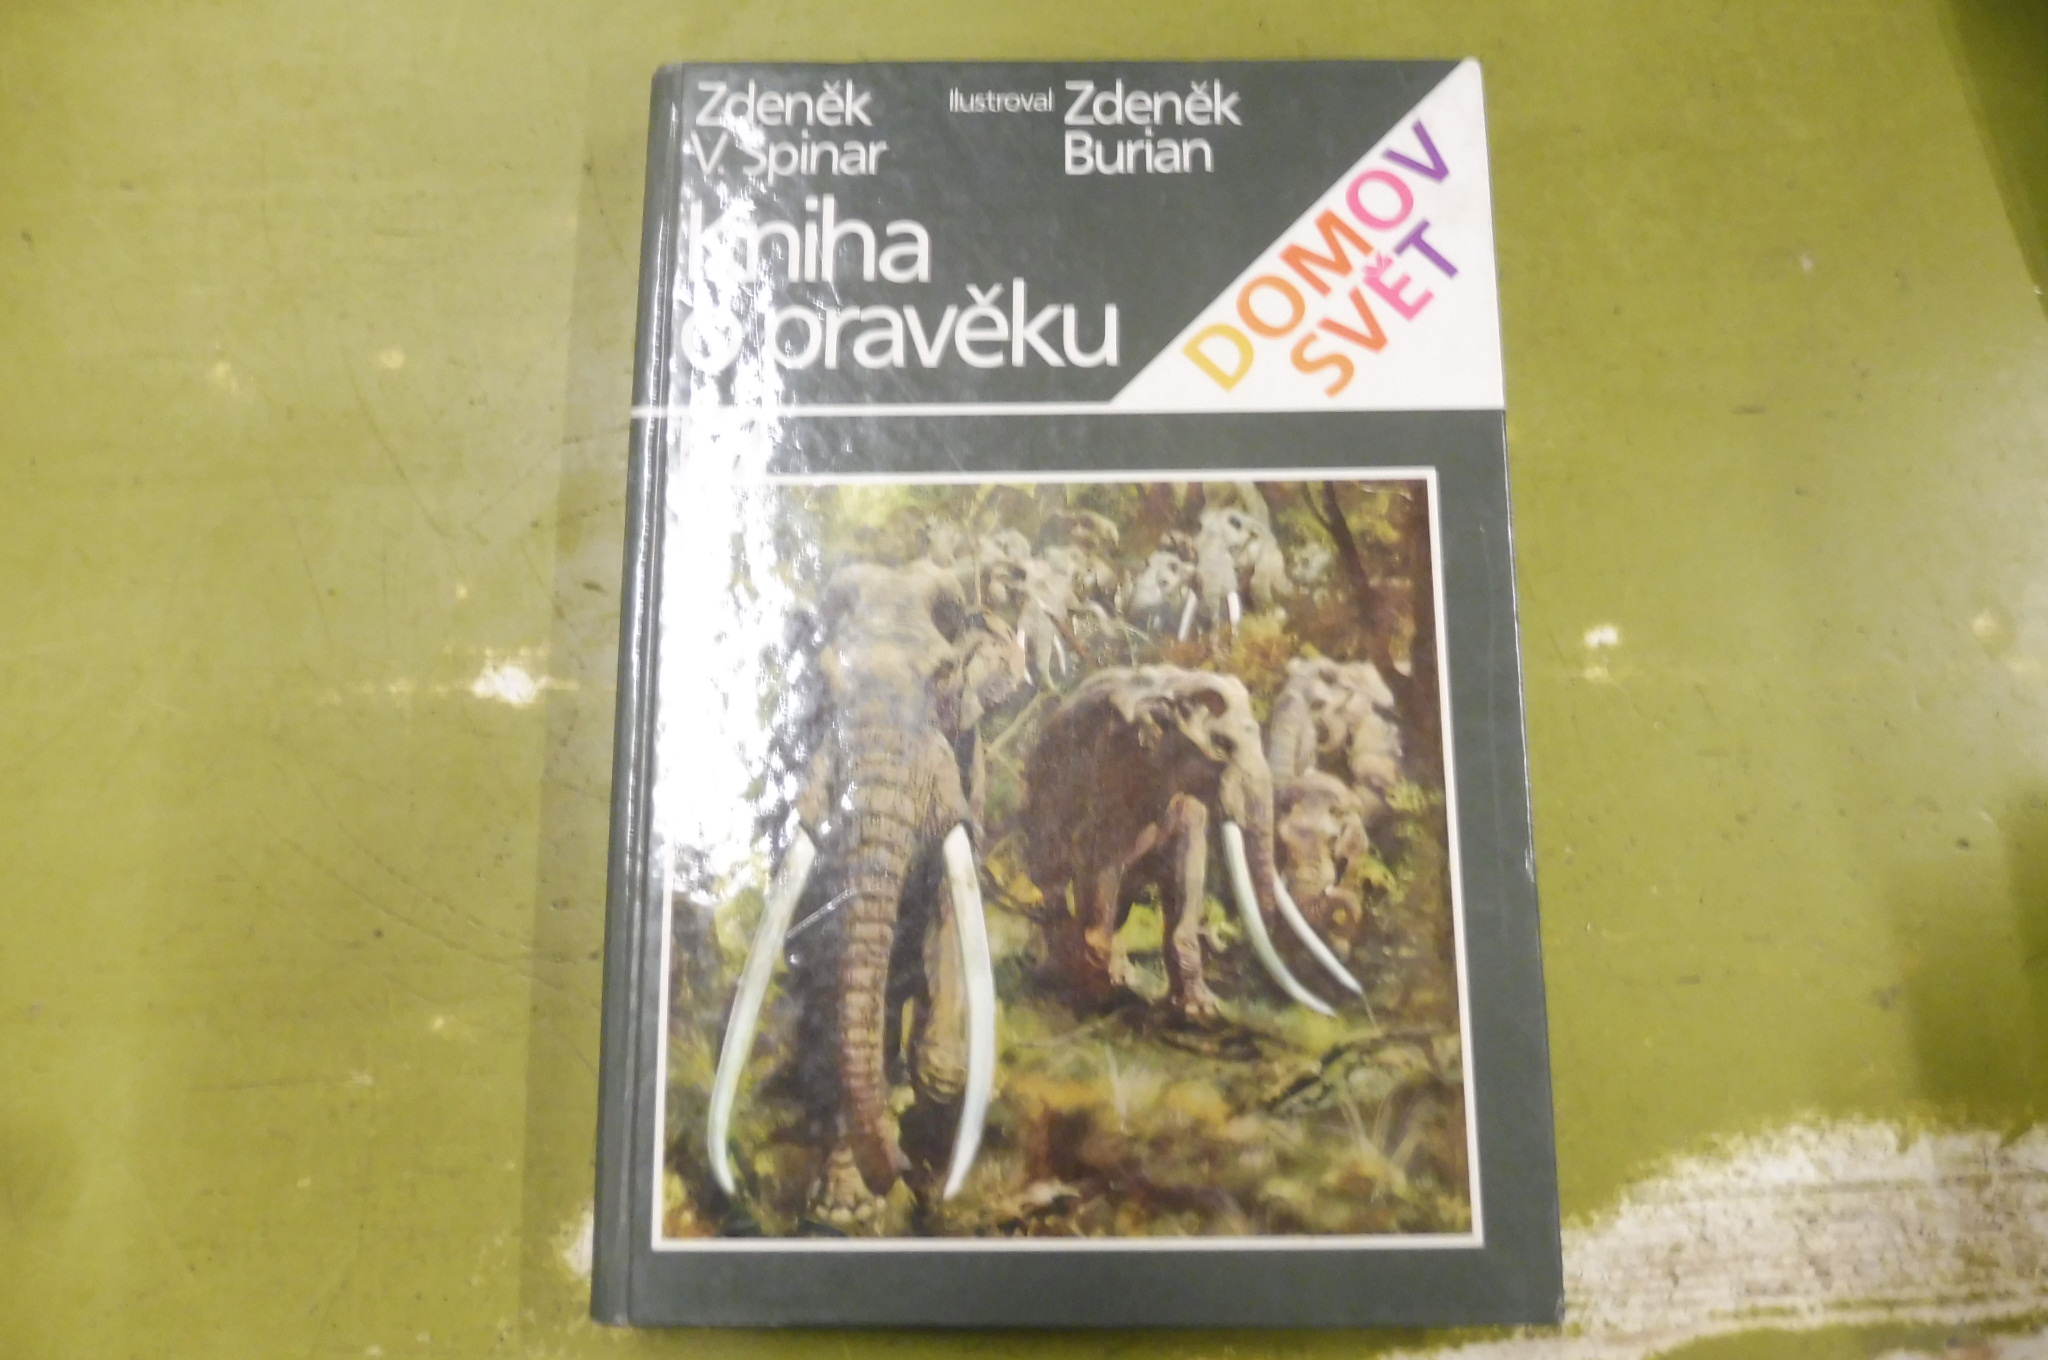 Zdeněk
V. Špinar
Ilustroval
Zdeněk
Burian
Kniha
o pravěku
DOMOV
SVĚT